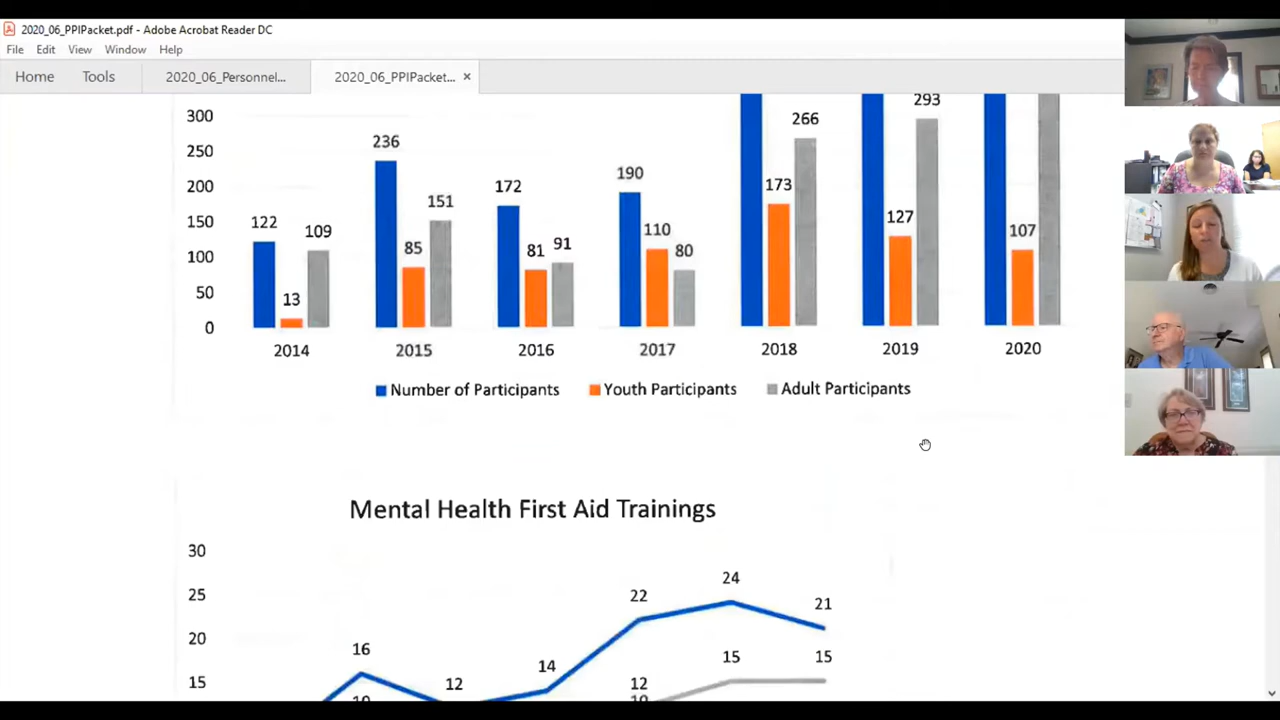 2020_06_PPIPacket.pdf - Adobe Acrobat Reader DC
File Edit View Window Help
Home Tools 2020_06_Personnel... 2020_06_PPIPacket... ×
300
250
200
150
100
50
0
122 13 109
236 85 151
172 81 91
190 110 80
173 266
127 293
107
2014 2015 2016 2017 2018 2019 2020
Number of Participants Youth Participants Adult Participants
Mental Health First Aid Trainings
30
25
20
15
16 12 14 22 24 21
12 15 15